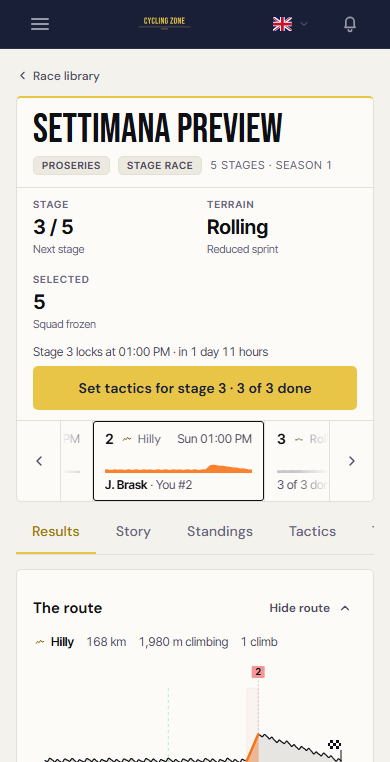 CYCLING ZONE
Race library
SETTIMANA PREVIEW
PROSERIES STAGE RACE 5 STAGES · SEASON 1
STAGE TERRAIN
3 / 5 Rolling
Next stage Reduced sprint
SELECTED
5
Squad frozen
Stage 3 locks at 01:00 PM · in 1 day 11 hours
Set tactics for stage 3 · 3 of 3 done
PM 2 Hilly Sun 01:00 PM 3 Rol
J. Brask · You #2 3 of 3 don
Results Story Standings Tactics
The route Hide route
Hilly 168 km 1,980 m climbing 1 climb
2